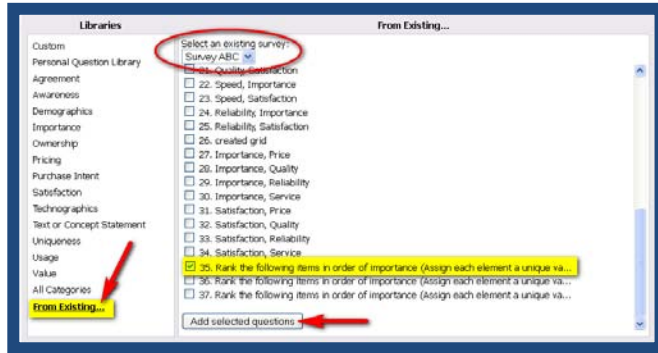 Libraries
From Existing...
Custom
Personal Question Library
Agreement
Awareness
Demographics
Importance
Ownership
Pricing
Purchase Intent
Satisfaction
Technographics
Text or Concept Statement
Uniqueness
Usage
Value
All Categories
From Existing...
Select an existing survey:
Survey ABC
21. Quality, Satisfaction
22. Speed, Importance
23. Speed, Satisfaction
24. Reliability, Importance
25. Reliability, Satisfaction
26. created grid
27. Importance, Price
28. Importance, Quality
29. Importance, Reliability
30. Importance, Service
31. Satisfaction, Price
32. Satisfaction, Quality
33. Satisfaction, Reliability
34. Satisfaction, Service
35. Rank the following items in order of importance (Assign each element a unique va...
36. Rank the following items in order of importance (Assign each element a unique va...
37. Rank the following items in order of importance (Assign each element a unique va...
Add selected questions